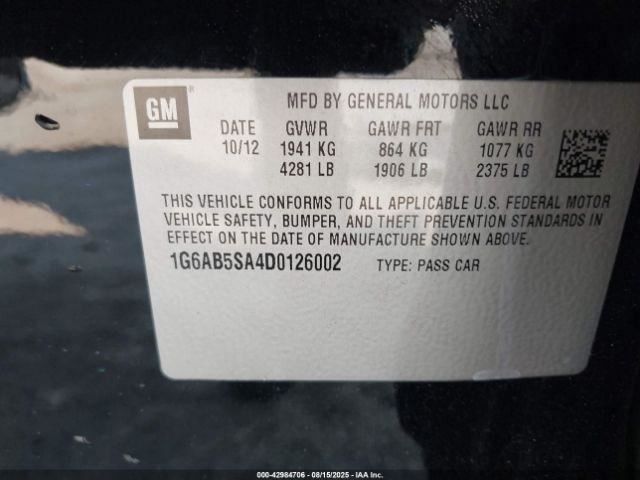 GM
MFD BY GENERAL MOTORS LLC
DATE GVWR GAWR FRT GAWR RR
10/12 1941 KG 864 KG 1077 KG
4281 LB 1906 LB 2375 LB
THIS VEHICLE CONFORMS TO ALL APPLICABLE U.S. FEDERAL MOTOR
VEHICLE SAFETY, BUMPER, AND THEFT PREVENTION STANDARDS IN
EFFECT ON THE DATE OF MANUFACTURE SHOWN ABOVE.
1G6AB5SA4D0126002 TYPE: PASS CAR
000-42984706 - 08/15/2025 - IAA Inc.